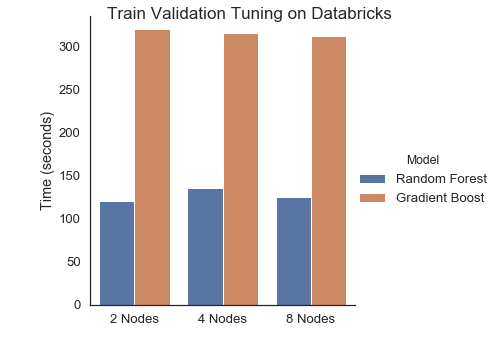 Train Validation Tuning on Databricks
Time (seconds)
300
250
200
150
100
50
0
2 Nodes
4 Nodes
8 Nodes
Model
Random Forest
Gradient Boost